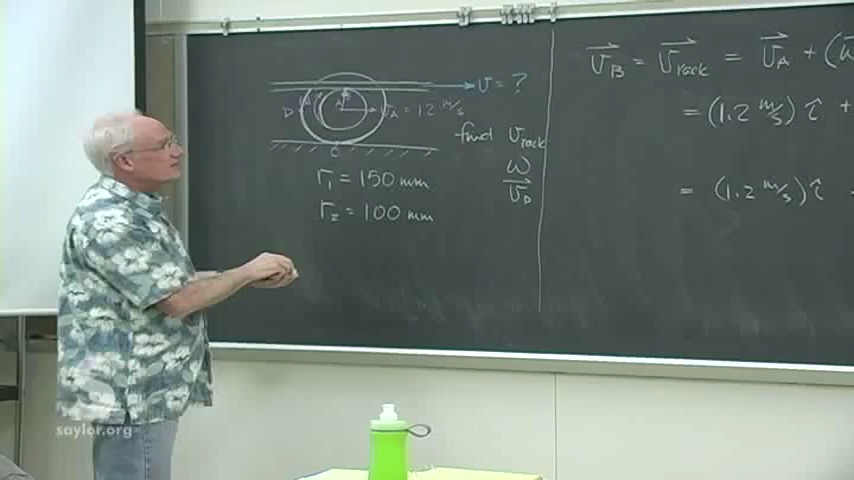 v = ?
D
A
v_A = 1.2 m/s
C
find v_rack
ω
v_D
r₁ = 150 mm
r₂ = 100 mm
v_B = v_rack = v_A + (ω
= (1.2 m/s) î +
= (1.2 m/s) î
saylor.org